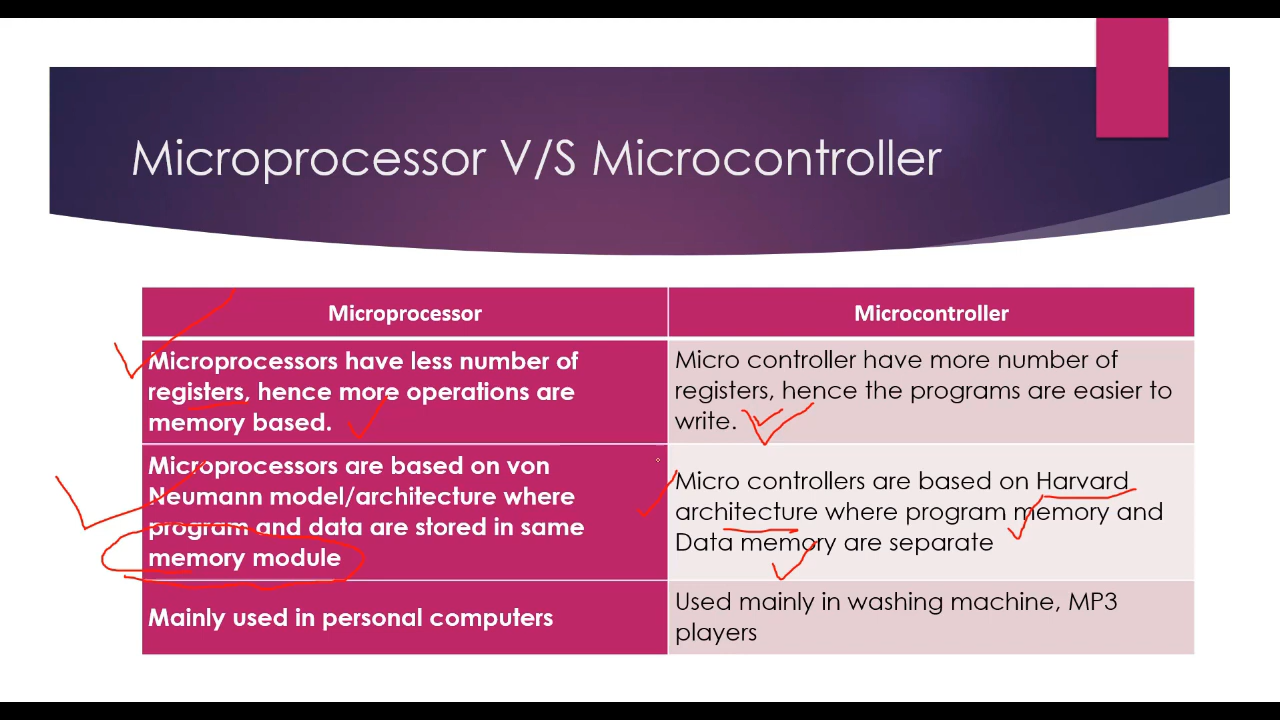 Microprocessor V/S Microcontroller
Microprocessor
Microcontroller
Microprocessors have less number of
registers, hence more operations are
memory based.
Micro controller have more number of
registers, hence the programs are easier to
write.
Microprocessors are based on von
Neumann model/architecture where
program and data are stored in same
memory module
Micro controllers are based on Harvard
architecture where program memory and
Data memory are separate
Mainly used in personal computers
Used mainly in washing machine, MP3
players